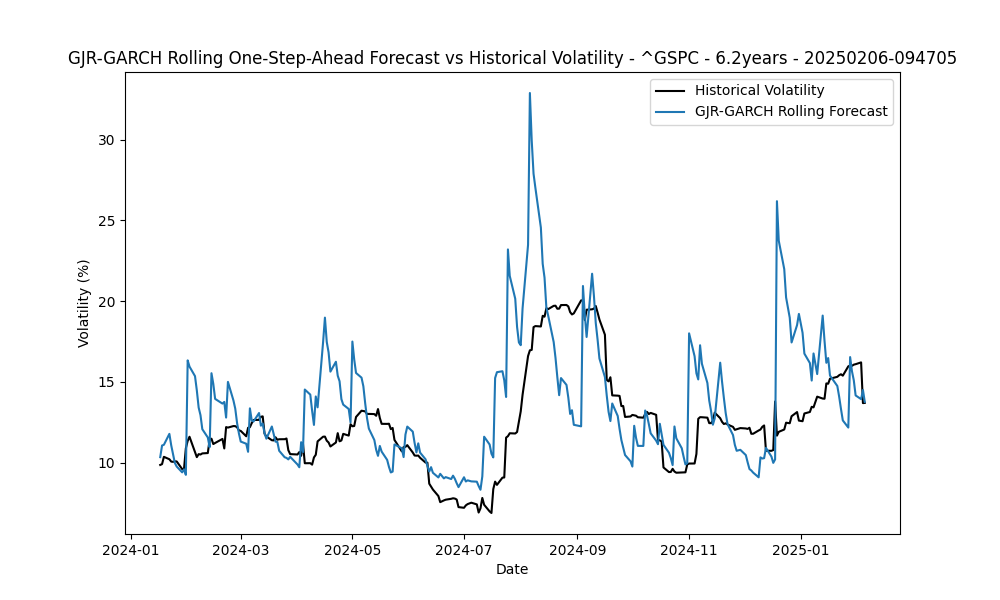 GJR-GARCH Rolling One-Step-Ahead Forecast vs Historical Volatility - ^GSPC - 6.2years - 20250206-094705
Historical Volatility
GJR-GARCH Rolling Forecast
Volatility (%)
30
25
20
15
10
2024-01
2024-03
2024-05
2024-07
2024-09
2024-11
2025-01
Date